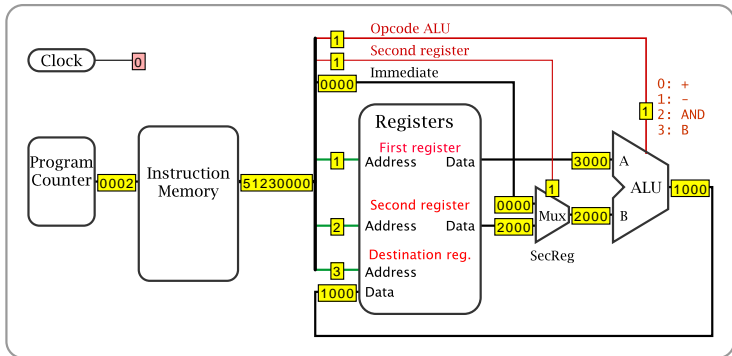 Opcode ALU
1
Second register
1
Immediate
0000
Clock
0
0: +
1: -
2: AND
3: B
1
Registers
First register
1
Address
Data
3000
A
Program
Counter
0002
Instruction
Memory
51230000
ALU
1000
1
0000
Mux
2000
2000
B
Second register
2
Address
Data
SecReg
Destination reg.
3
Address
1000
Data